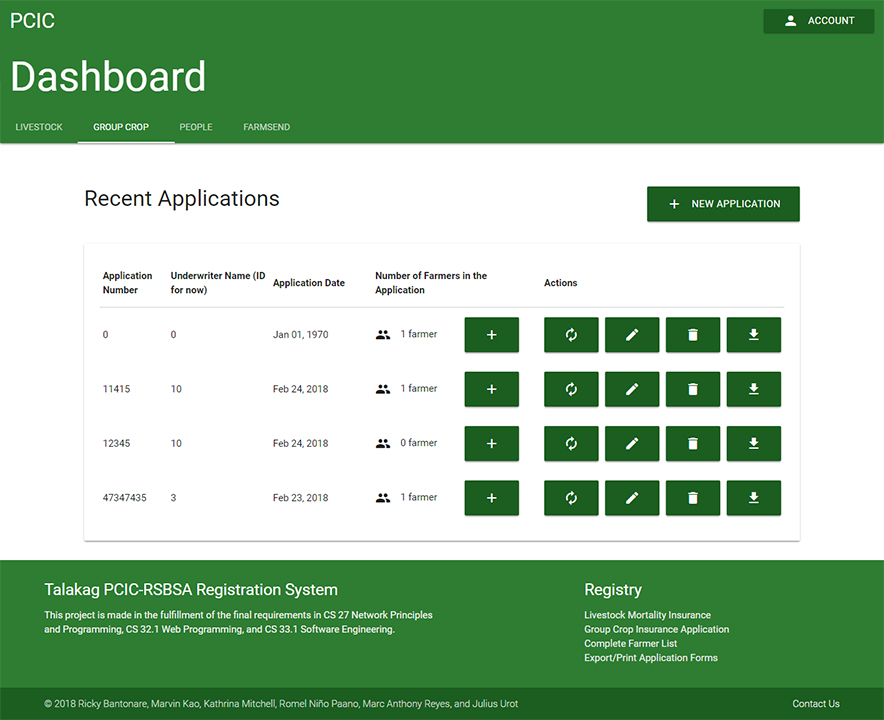 PCIC
ACCOUNT
Dashboard
LIVESTOCK GROUP CROP PEOPLE FARMSEND
Recent Applications
NEW APPLICATION
Application Number Underwriter Name (ID for now) Application Date Number of Farmers in the Application Actions
0 0 Jan 01, 1970 1 farmer
11415 10 Feb 24, 2018 1 farmer
12345 10 Feb 24, 2018 0 farmer
47347435 3 Feb 23, 2018 1 farmer
Talakag PCIC-RSBSA Registration System
This project is made in the fulfillment of the final requirements in CS 27 Network Principles
and Programming, CS 32.1 Web Programming, and CS 33.1 Software Engineering.
Registry
Livestock Mortality Insurance
Group Crop Insurance Application
Complete Farmer List
Export/Print Application Forms
© 2018 Ricky Bantonare, Marvin Kao, Kathrina Mitchell, Romel Niño Paano, Marc Anthony Reyes, and Julius Urot
Contact Us